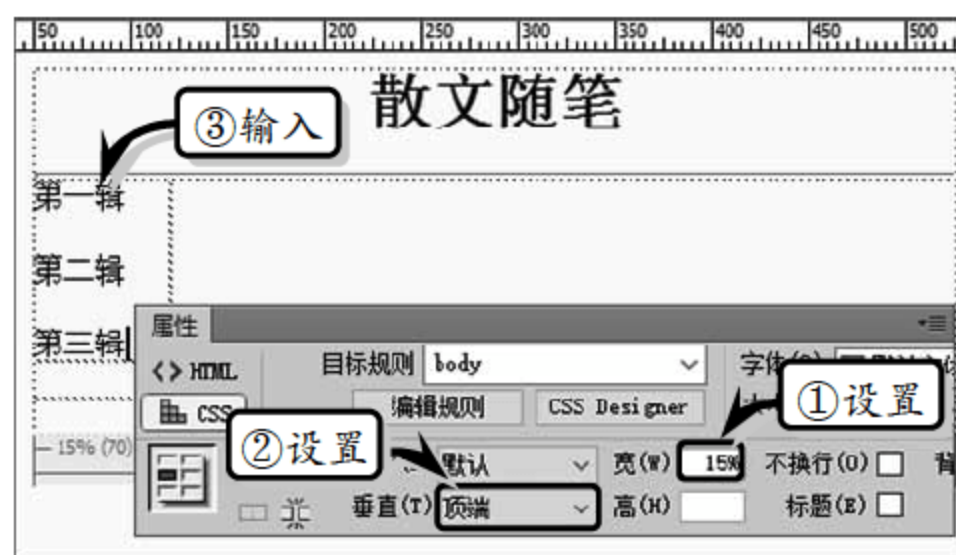 50 100 150 200 250 300 350 400 450 500
散文随笔
③输入
第一辑
第二辑
第三辑
属性
<> HTML 目标规则 body
①设置
CSS 编辑规则 CSS Designer
15% (70)
②设置
默认 宽(W) 15% 不换行(O)
垂直(T) 顶端 高(H) 标题(E)